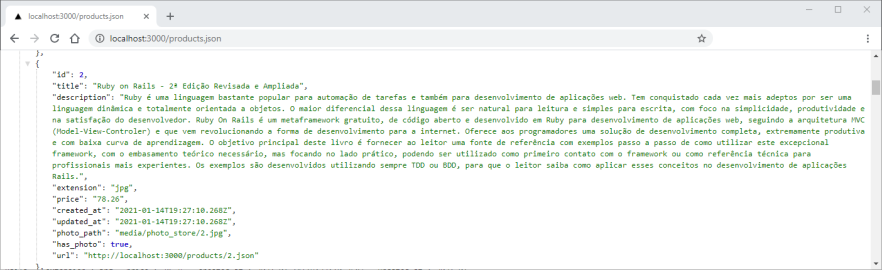 localhost:3000/products.json
localhost:3000/products.json
},
{
"id": 2,
"title": "Ruby on Rails - 2ª Edição Revisada e Ampliada",
"description": "Ruby é uma linguagem bastante popular para automação de tarefas e também para desenvolvimento de aplicações web. Tem conquistado cada vez mais adeptos por ser uma
linguagem dinâmica e totalmente orientada a objetos. O maior diferencial dessa linguagem é ser natural para leitura e simples para escrita, com foco na simplicidade, produtividade e
na satisfação do desenvolvedor. Ruby On Rails é um metaframework gratuito, de código aberto e desenvolvido em Ruby para desenvolvimento de aplicações web, seguindo a arquitetura MVC
(Model-View-Controler) e que vem revolucionando a forma de desenvolvimento para a internet. Oferece aos programadores uma solução de desenvolvimento completa, extremamente produtiva
e com baixa curva de aprendizagem. O objetivo principal deste livro é fornecer ao leitor uma fonte de referência com exemplos passo a passo de como utilizar este excepcional
framework, com o embasamento teórico necessário, mas focando no lado prático, podendo ser utilizado como primeiro contato com o framework ou como referência técnica para
profissionais mais experientes. Os exemplos são desenvolvidos utilizando sempre TDD ou BDD, para que o leitor saiba como aplicar esses conceitos no desenvolvimento de aplicações
Rails.",
"extension": "jpg",
"price": "78.26",
"created_at": "2021-01-14T19:27:10.268Z",
"updated_at": "2021-01-14T19:27:10.268Z",
"photo_path": "media/photo_store/2.jpg",
"has_photo": true,
"url": "http://localhost:3000/products/2.json"
},